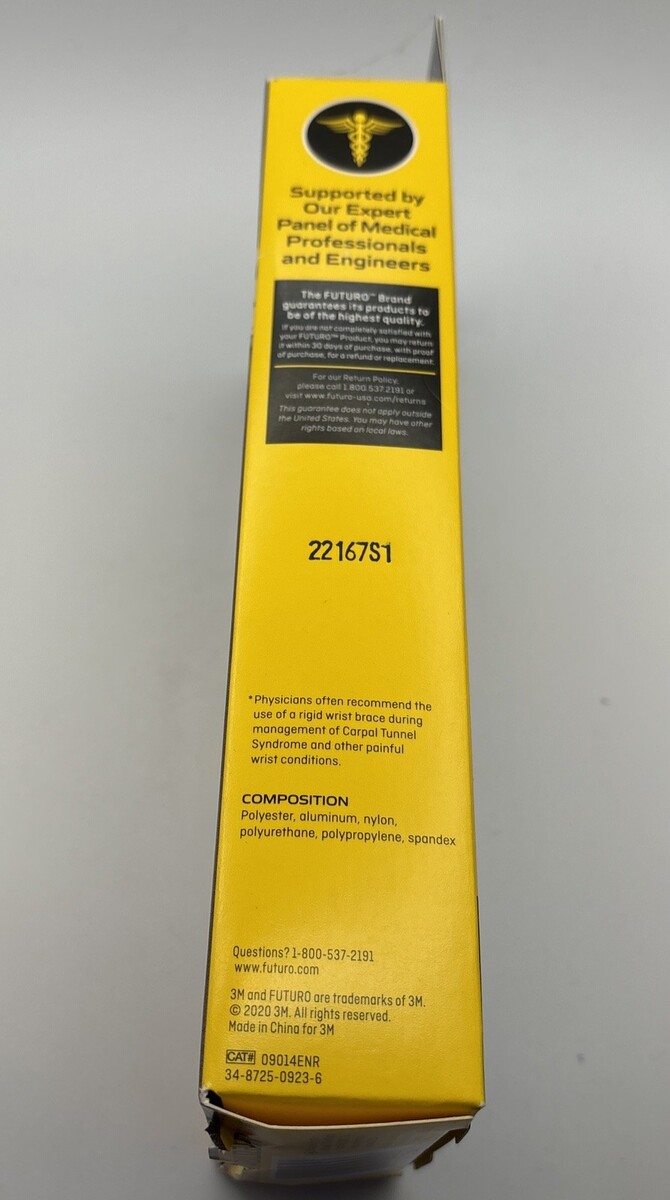 Supported by
Our Expert
Panel of Medical
Professionals
and Engineers
The FUTURO™ Brand
guarantees its products to
be of the highest quality.
If you are not completely satisfied with
your FUTURO™ Product, you may return
it within 30 days of purchase, with proof
of purchase, for a refund or replacement.
For our Return Policy,
please call 1.800.537.2191 or
visit www.futuro-usa.com/returns
This guarantee does not apply outside
the United States. You may have other
rights based on local laws.
22167S1
*Physicians often recommend the
use of a rigid wrist brace during
management of Carpal Tunnel
Syndrome and other painful
wrist conditions.
COMPOSITION
Polyester, aluminum, nylon,
polyurethane, polypropylene, spandex
Questions? 1-800-537-2191
www.futuro.com
3M and FUTURO are trademarks of 3M.
© 2020 3M. All rights reserved.
Made in China for 3M
CAT# 09014ENR
34-8725-0923-6